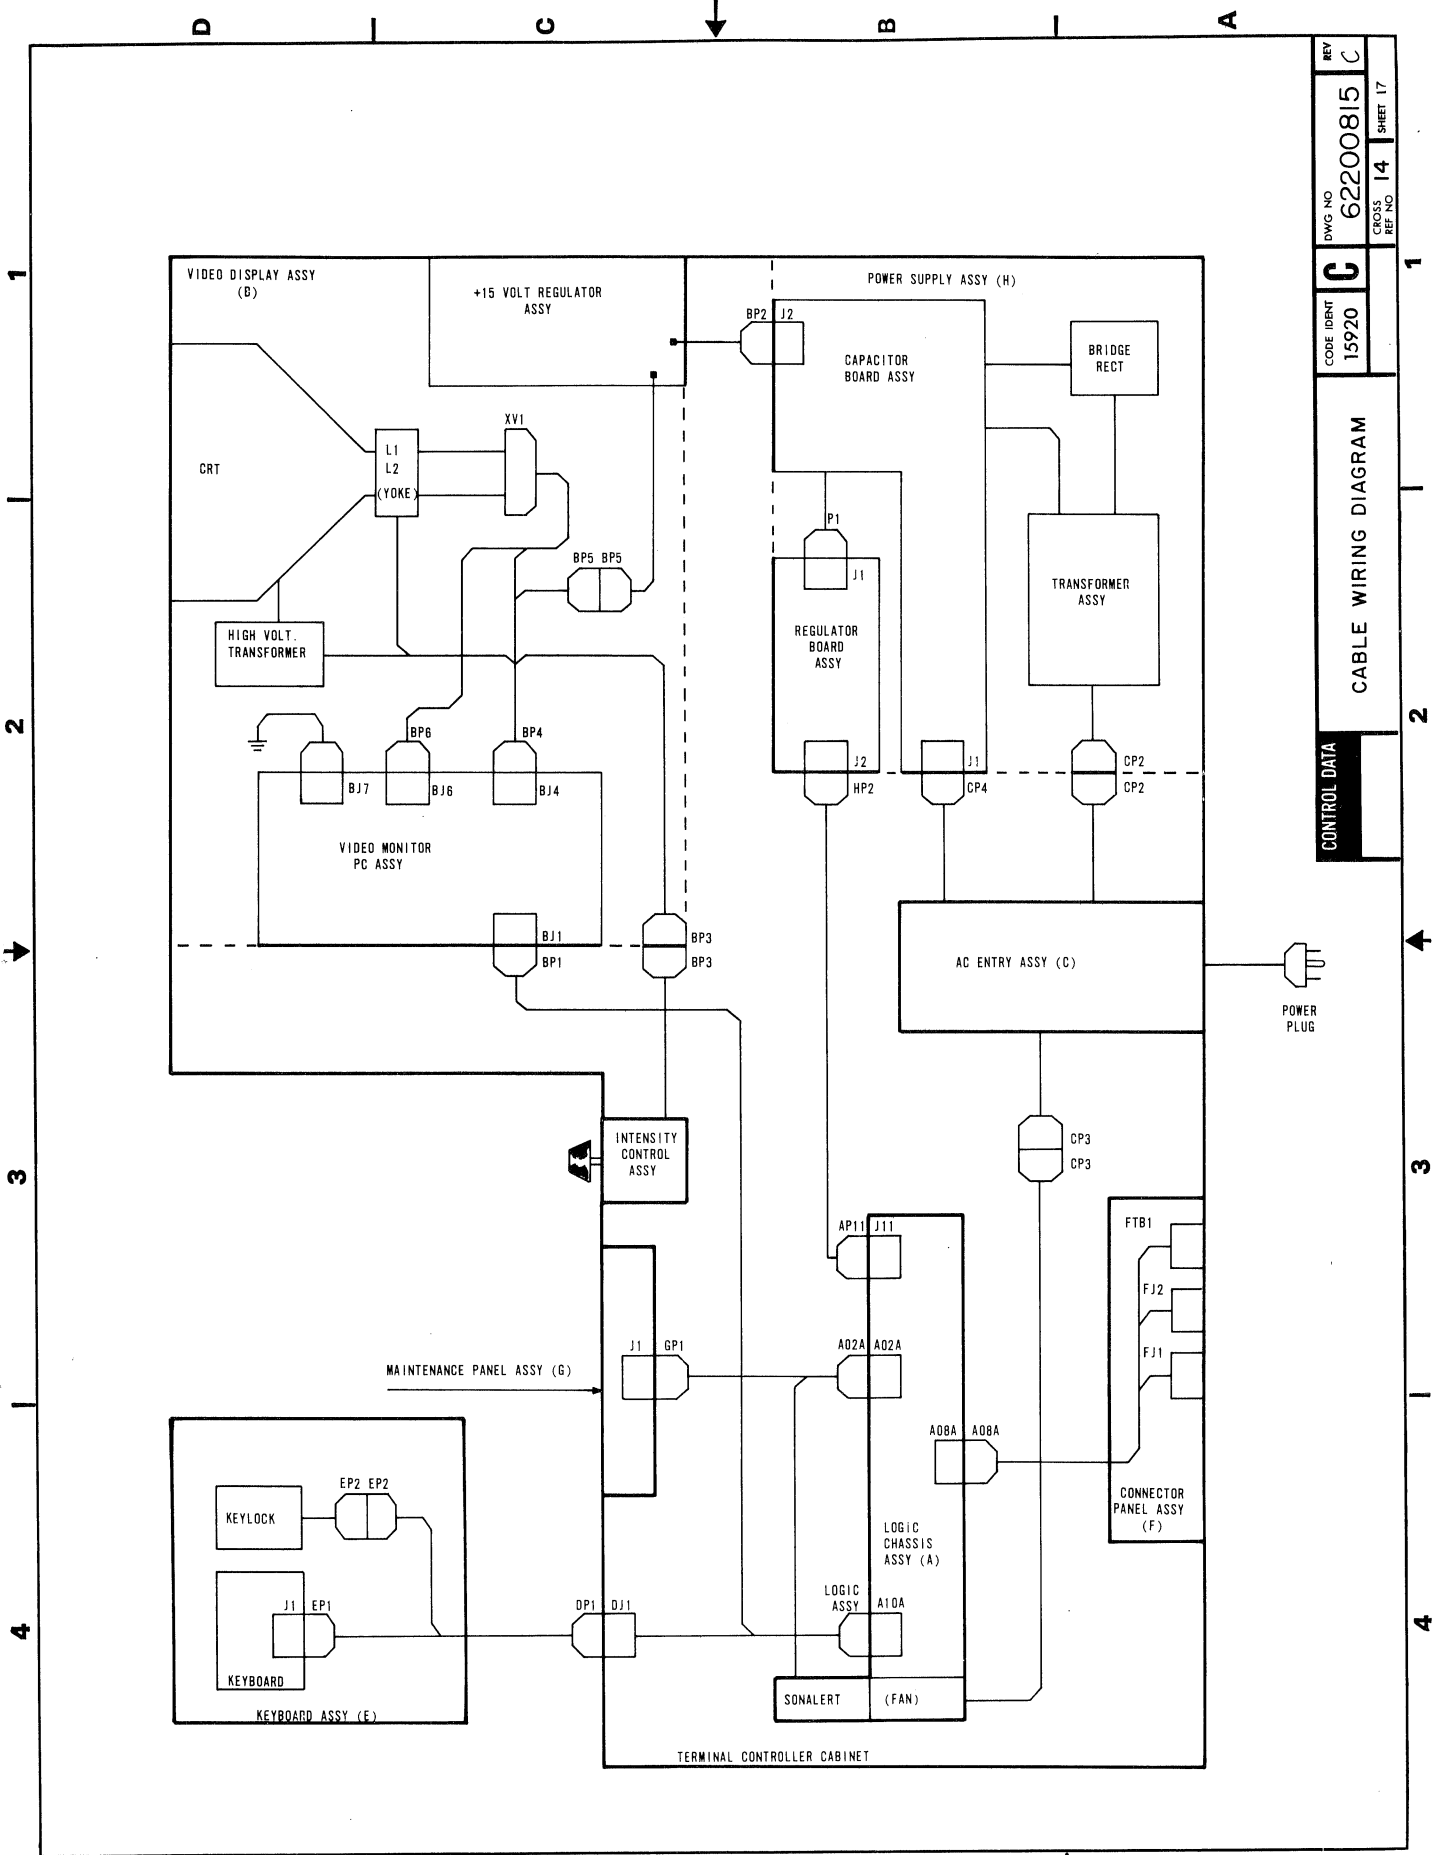 D
C
B
A
1
2
3
4
1
2
3
4
VIDEO DISPLAY ASSY
(B)
+15 VOLT REGULATOR
ASSY
POWER SUPPLY ASSY (H)
BP2
J2
CAPACITOR
BOARD ASSY
BRIDGE
RECT
XV1
L1
L2
(YOKE)
CRT
P1
J1
BP5 BP5
TRANSFORMER
ASSY
HIGH VOLT.
TRANSFORMER
REGULATOR
BOARD
ASSY
BP6
BP4
BJ7
BJ6
BJ4
J2
HP2
J1
CP4
CP2
CP2
VIDEO MONITOR
PC ASSY
BJ1
BP1
BP3
BP3
AC ENTRY ASSY (C)
POWER
PLUG
INTENSITY
CONTROL
ASSY
CP3
CP3
AP11
J11
FTB1
FJ2
FJ1
J1
GP1
A02A
A02A
MAINTENANCE PANEL ASSY (G)
A08A
A08A
CONNECTOR
PANEL ASSY
(F)
KEYLOCK
EP2 EP2
LOGIC
CHASSIS
ASSY (A)
J1
EP1
DP1
DJ1
LOGIC
ASSY
A10A
KEYBOARD
KEYBOARD ASSY (E)
SONALERT
(FAN)
TERMINAL CONTROLLER CABINET
CONTROL DATA
CABLE WIRING DIAGRAM
CODE IDENT
15920
C
DWG NO
62200815
REV
C
CROSS
REF NO
14
SHEET 17